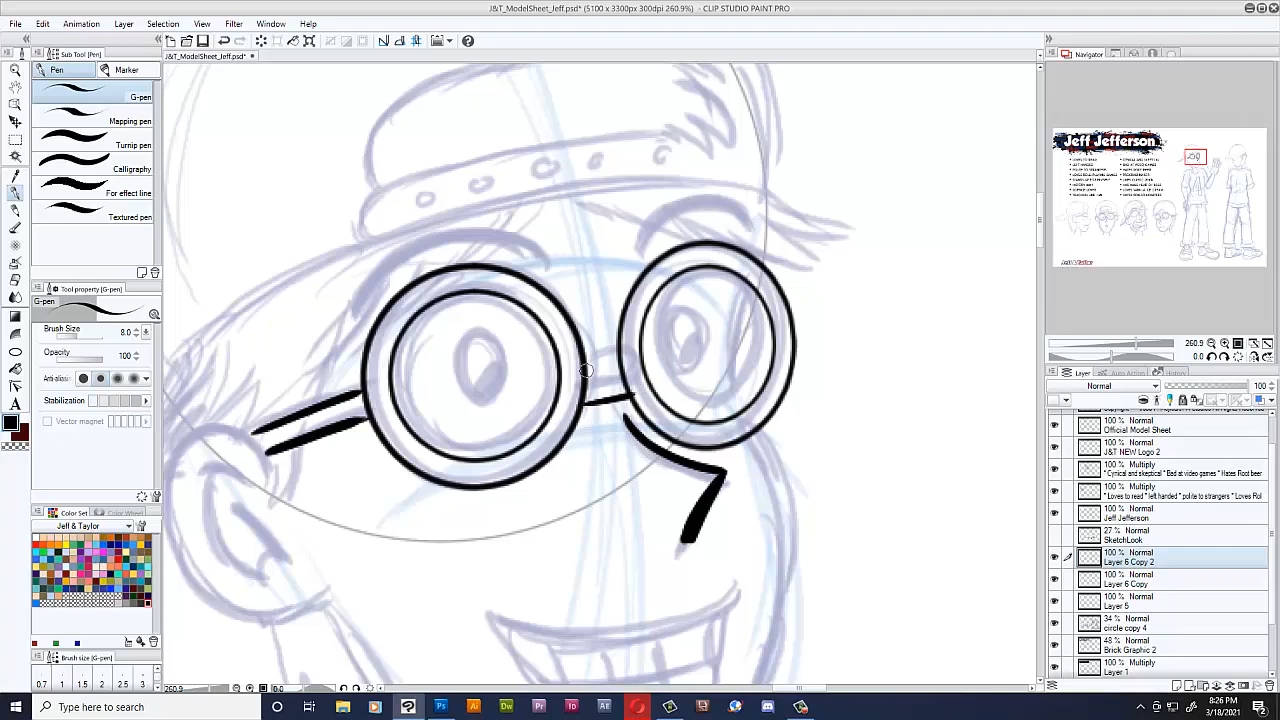 J&T_ModelSheet_Jeff.psd* (5100 x 3300px 300dpi 260.9%) - CLIP STUDIO PAINT PRO
File Edit Animation Layer Selection View Filter Window Help
Sub Tool [Pen]
J&T_ModelSheet_Jeff.psd*
Navigator
Pen Marker
G-pen
Mapping pen
Turnip pen
Calligraphy
For effect line
Textured pen
Jeff Jefferson
Tool property [G-pen]
G-pen
Brush Size 8.0
Opacity 100
Anti-aliasing
Stabilization
Vector magnet
260.9
0.0
Layer Auto Action History
Normal 100
100 % Normal
Official Model Sheet
100 % Normal
J&T NEW Logo 2
100 % Multiply
* Cynical and skeptical * Bad at video games * Hates Root beer
100 % Multiply
* Loves to read * left handed * polite to strangers * Loves Rol
100 % Normal
Jeff Jefferson
27 % Normal
SketchLook
100 % Normal
Layer 6 Copy 2
100 % Normal
Layer 6 Copy
100 % Normal
Layer 5
34 % Normal
circle copy 4
48 % Normal
Brick Graphic 2
100 % Multiply
Layer 1
Color Set Color Wheel
Jeff & Taylor
Brush size [G-pen]
0.7 1 1.5 2 2.5 3
260.9 0.0
Type here to search
8:26 PM
3/18/2021